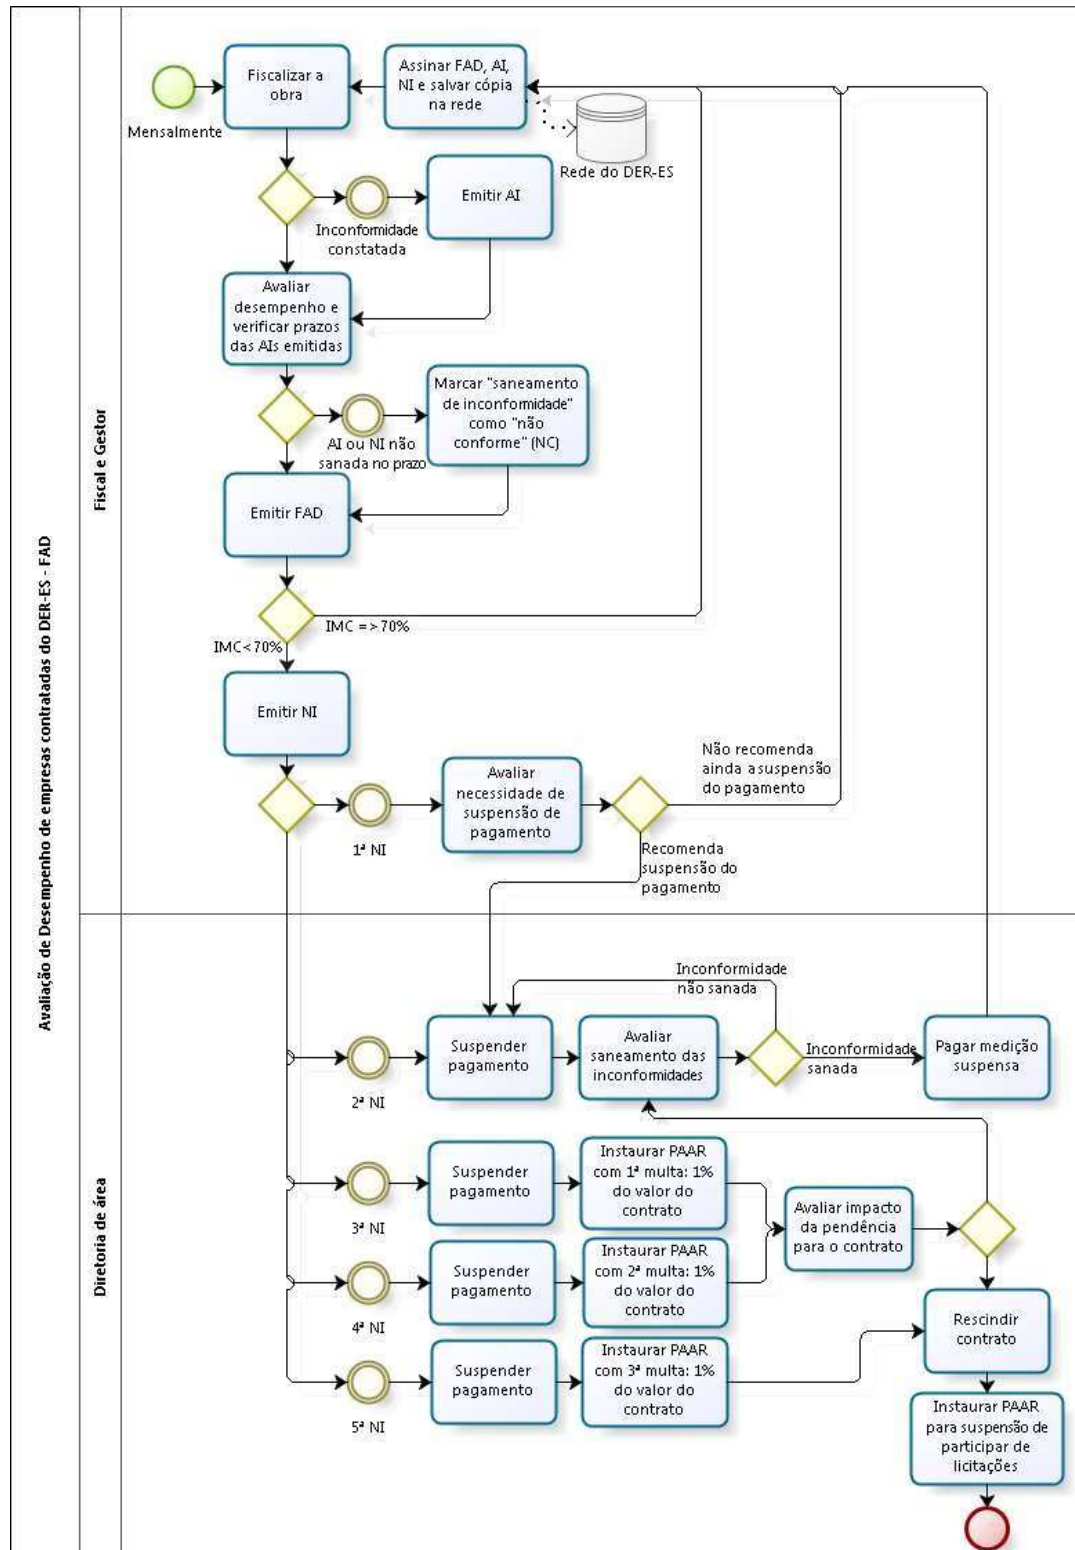 Avaliação de Desempenho de empresas contratadas do DER-ES - FAD
Fiscal e Gestor
Mensalmente
Fiscalizar a
obra
Assinar FAD, AI,
NI e salvar cópia
na rede
Rede do DER-ES
Inconformidade
constatada
Emitir AI
Avaliar
desempenho e
verificar prazos
das AIs emitidas
AI ou NI não
sanada no prazo
Marcar "saneamento
de inconformidade"
como "não
conforme" (NC)
Emitir FAD
IMC =>70%
IMC<70%
Emitir NI
1ª NI
Avaliar
necessidade de
suspensão de
pagamento
Não recomenda
ainda a suspensão
do pagamento
Recomenda
suspensão do
pagamento
Diretoria de área
2ª NI
Suspender
pagamento
Avaliar
saneamento das
inconformidades
Inconformidade
não sanada
Inconformidade
sanada
Pagar medição
suspensa
3ª NI
Suspender
pagamento
Instaurar PAAR
com 1ª multa: 1%
do valor do
contrato
Avaliar impacto
da pendência
para o contrato
4ª NI
Suspender
pagamento
Instaurar PAAR
com 2ª multa: 1%
do valor do
contrato
5ª NI
Suspender
pagamento
Instaurar PAAR
com 3ª multa: 1%
do valor do
contrato
Rescindir
contrato
Instaurar PAAR
para suspensão de
participar de
licitações